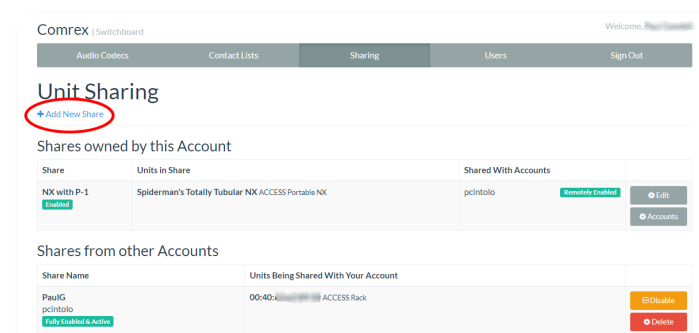 Comrex | Switchboard
Welcome,
Audio Codecs Contact Lists Sharing Users Sign Out
Unit Sharing
+ Add New Share
Shares owned by this Account
Share Units in Share Shared With Accounts
NX with P-1 Spiderman's Totally Tubular NX ACCESS Portable NX pcintolo Remotely Enabled Edit
Enabled
Accounts
Shares from other Accounts
Share Name Units Being Shared With Your Account
PaulG 00:40: ACCESS Rack Disable
pcintolo
Fully Enabled & Active Delete